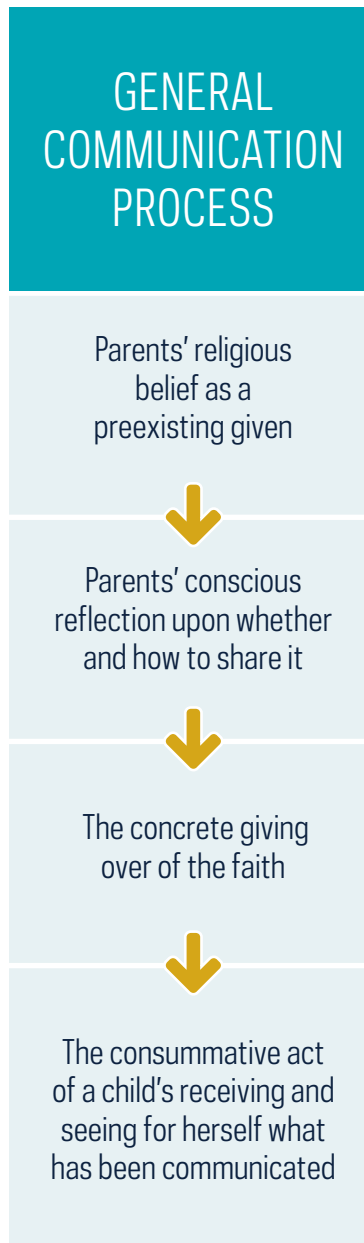 GENERAL
COMMUNICATION
PROCESS
Parents’ religious
belief as a
preexisting given
Parents’ conscious
reflection upon whether
and how to share it
The concrete giving
over of the faith
The consummative act
of a child’s receiving and
seeing for herself what
has been communicated